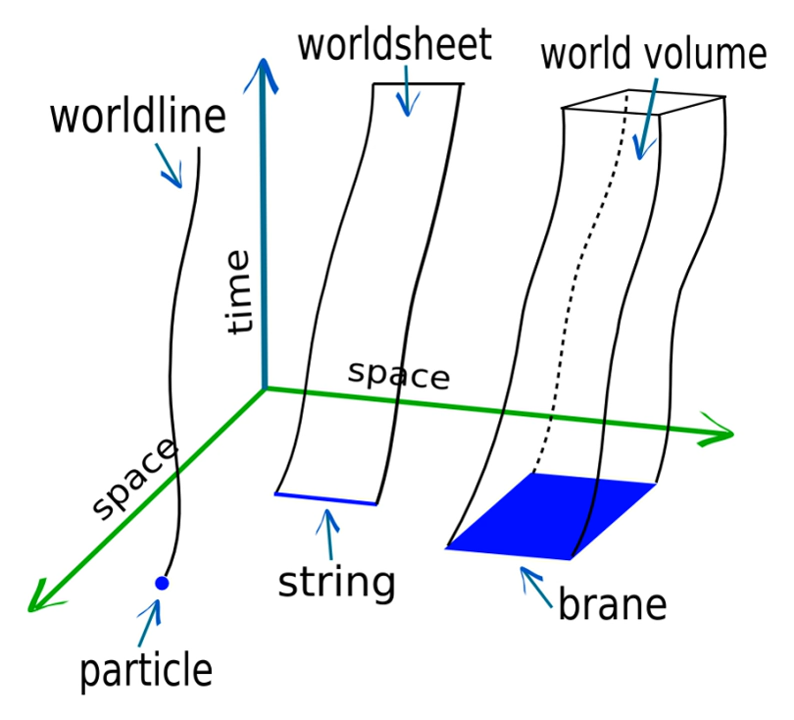 worldsheet
world volume
worldline
time
space
space
string
brane
particle